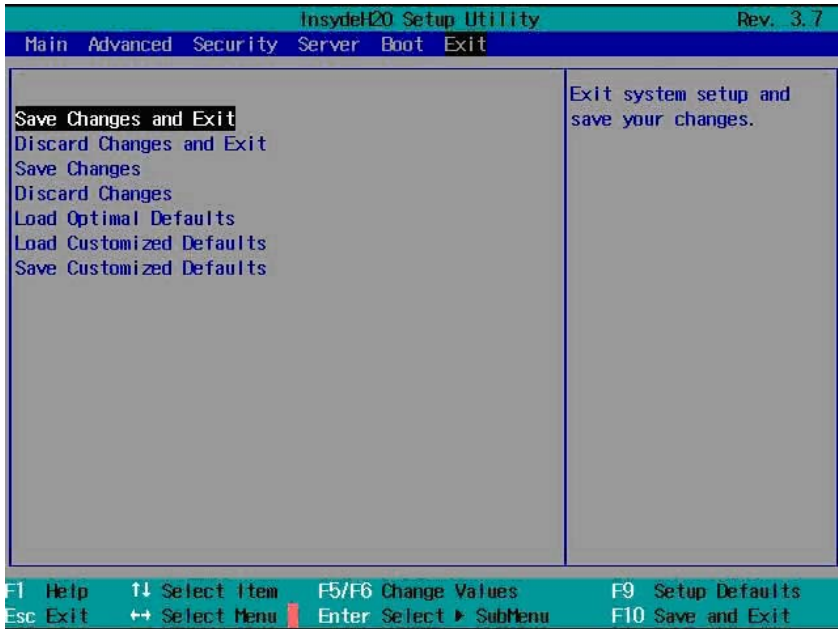 InsydeH2O Setup Utility Rev. 3.7
Main Advanced Security Server Boot Exit
Save Changes and Exit
Discard Changes and Exit
Save Changes
Discard Changes
Load Optimal Defaults
Load Customized Defaults
Save Customized Defaults
Exit system setup and
save your changes.
F1 Help ↑↓ Select Item F5/F6 Change Values F9 Setup Defaults
Esc Exit ↔ Select Menu Enter Select ▶ SubMenu F10 Save and Exit